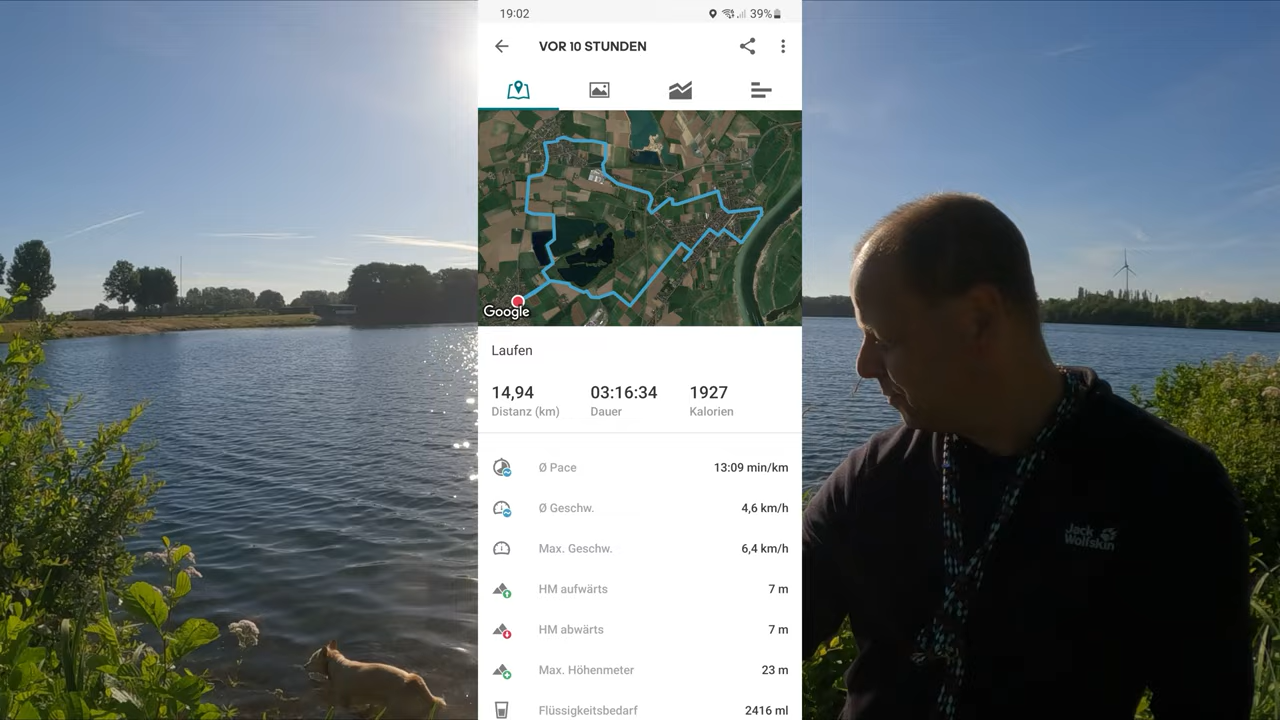 19:02
39%
VOR 10 STUNDEN
Google
Laufen
14,94 03:16:34 1927
Distanz (km) Dauer Kalorien
Ø Pace 13:09 min/km
Ø Geschw. 4,6 km/h
Max. Geschw. 6,4 km/h
HM aufwärts 7 m
HM abwärts 7 m
Max. Höhenmeter 23 m
Flüssigkeitsbedarf 2416 ml
Jack
Wolfskin